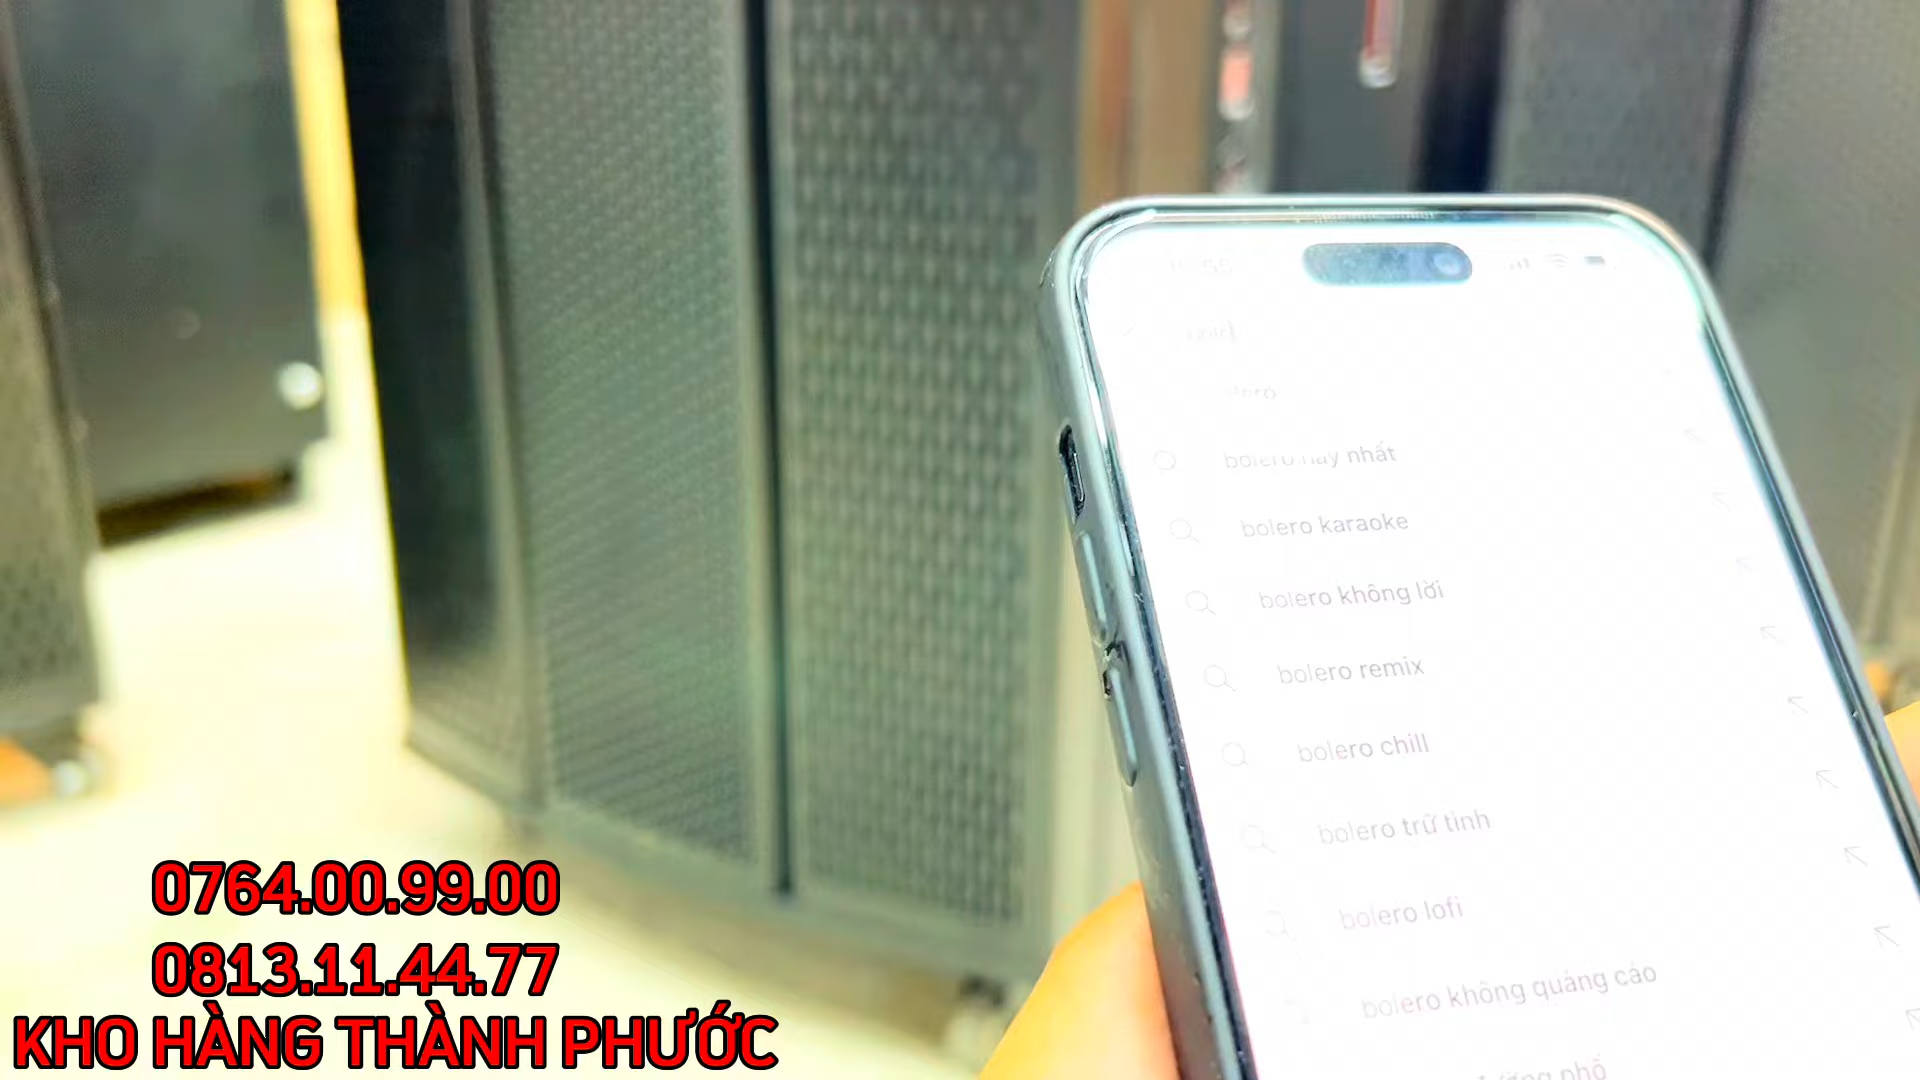 bolero hay nhất
bolero karaoke
bolero không lời
bolero remix
bolero chill
bolero trữ tình
bolero lofi
bolero không quảng cáo
phố
0764.00.99.00
0813.11.44.77
KHO HÀNG THÀNH PHƯỚC